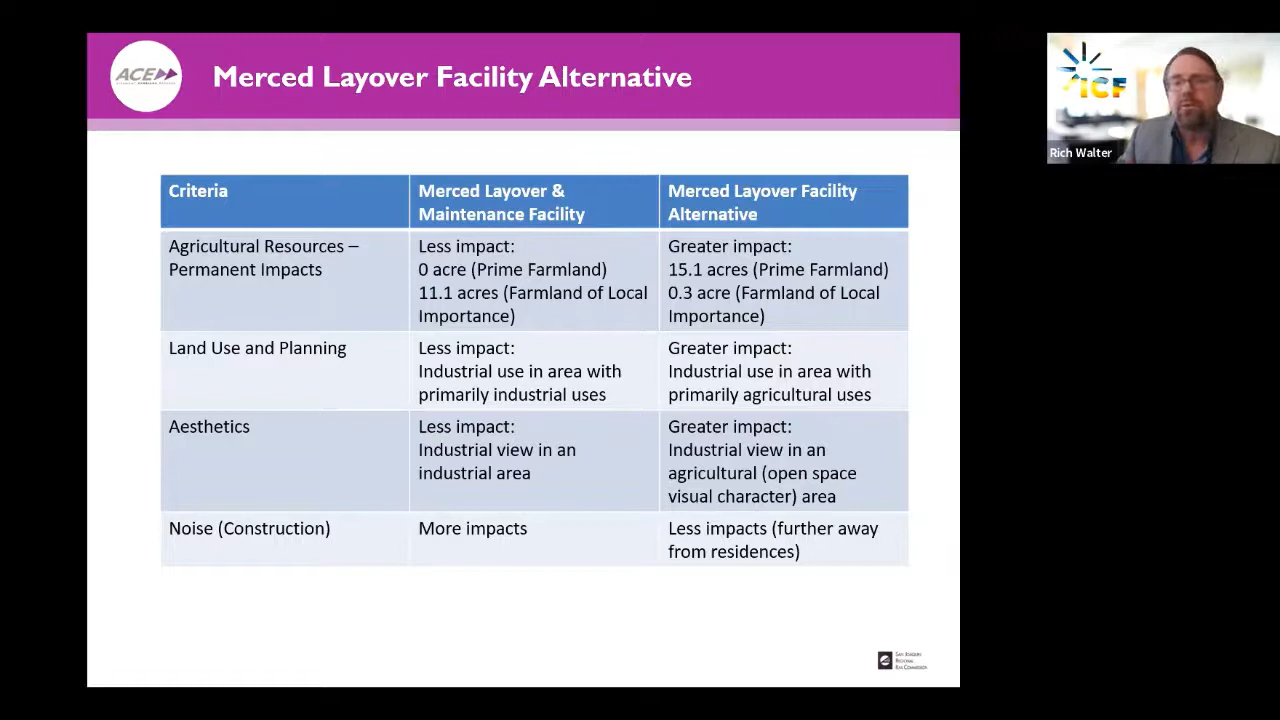 ACE
Merced Layover Facility Alternative
Criteria
Merced Layover &
Maintenance Facility
Merced Layover Facility
Alternative
Agricultural Resources –
Permanent Impacts
Less impact:
0 acre (Prime Farmland)
11.1 acres (Farmland of Local
Importance)
Greater impact:
15.1 acres (Prime Farmland)
0.3 acre (Farmland of Local
Importance)
Land Use and Planning
Less impact:
Industrial use in area with
primarily industrial uses
Greater impact:
Industrial use in area with
primarily agricultural uses
Aesthetics
Less impact:
Industrial view in an
industrial area
Greater impact:
Industrial view in an
agricultural (open space
visual character) area
Noise (Construction)
More impacts
Less impacts (further away
from residences)
San Joaquin
Regional
Rail Commission
ICF
Rich Walter